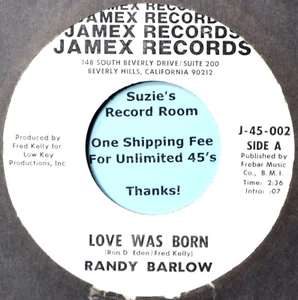 JAMEX RECORDS
JAMEX RECORDS
JAMEX RECORDS
148 SOUTH BEVERLY DRIVE/SUITE 200
BEVERLY HILLS, CALIFORNIA 90212
Suzie's
Record Room
One Shipping Fee
For Unlimited 45's
Thanks!
Produced by
Fred Kelly for
Low Key
Productions, Inc.
J-45-002
SIDE A
Published by
Frebar Music
Co., B.M.I.
Time: 2:36
Intro: :07
LOVE WAS BORN
(Ron D. Eden/Fred Kelly)
RANDY BARLOW